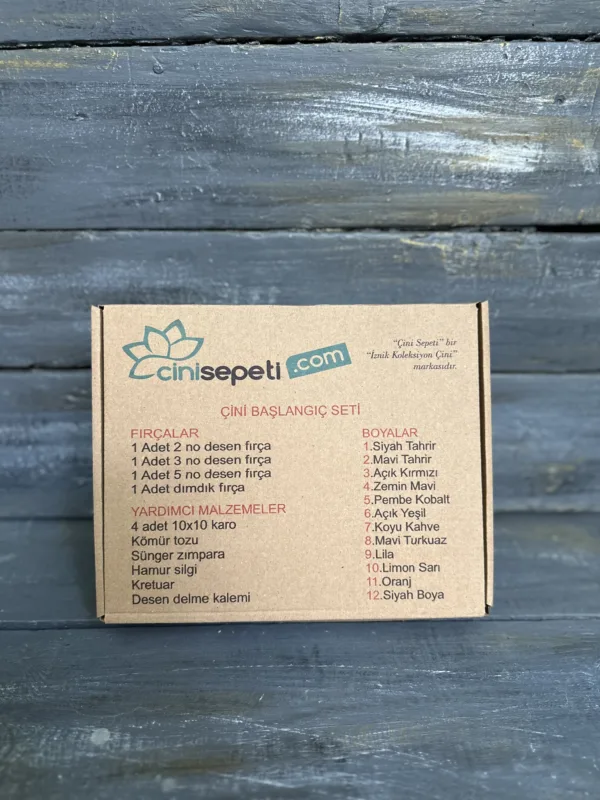 cinisepeti.com
"Çini Sepeti" bir
"İznik Koleksiyon Çini"
markasıdır.
ÇİNİ BAŞLANGIÇ SETİ
FIRÇALAR
1 Adet 2 no desen fırça
1 Adet 3 no desen fırça
1 Adet 5 no desen fırça
1 Adet dımdık fırça
YARDIMCI MALZEMELER
4 adet 10x10 karo
Kömür tozu
Sünger zımpara
Hamur silgi
Kretuar
Desen delme kalemi
BOYALAR
1.Siyah Tahrir
2.Mavi Tahrir
3.Açık Kırmızı
4.Zemin Mavi
5.Pembe Kobalt
6.Açık Yeşil
7.Koyu Kahve
8.Mavi Turkuaz
9.Lila
10.Limon Sarı
11.Oranj
12.Siyah Boya